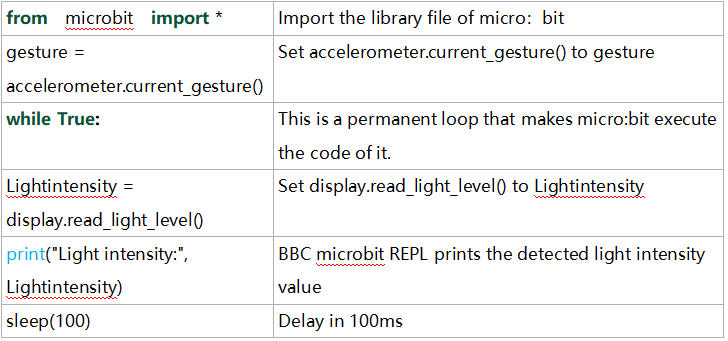 from microbit import *
Import the library file of micro: bit
gesture =
accelerometer.current_gesture()
Set accelerometer.current_gesture() to gesture
while True:
This is a permanent loop that makes micro:bit execute
the code of it.
Lightintensity =
display.read_light_level()
Set display.read_light_level() to Lightintensity
print("Light intensity:",
Lightintensity)
BBC microbit REPL prints the detected light intensity
value
sleep(100)
Delay in 100ms